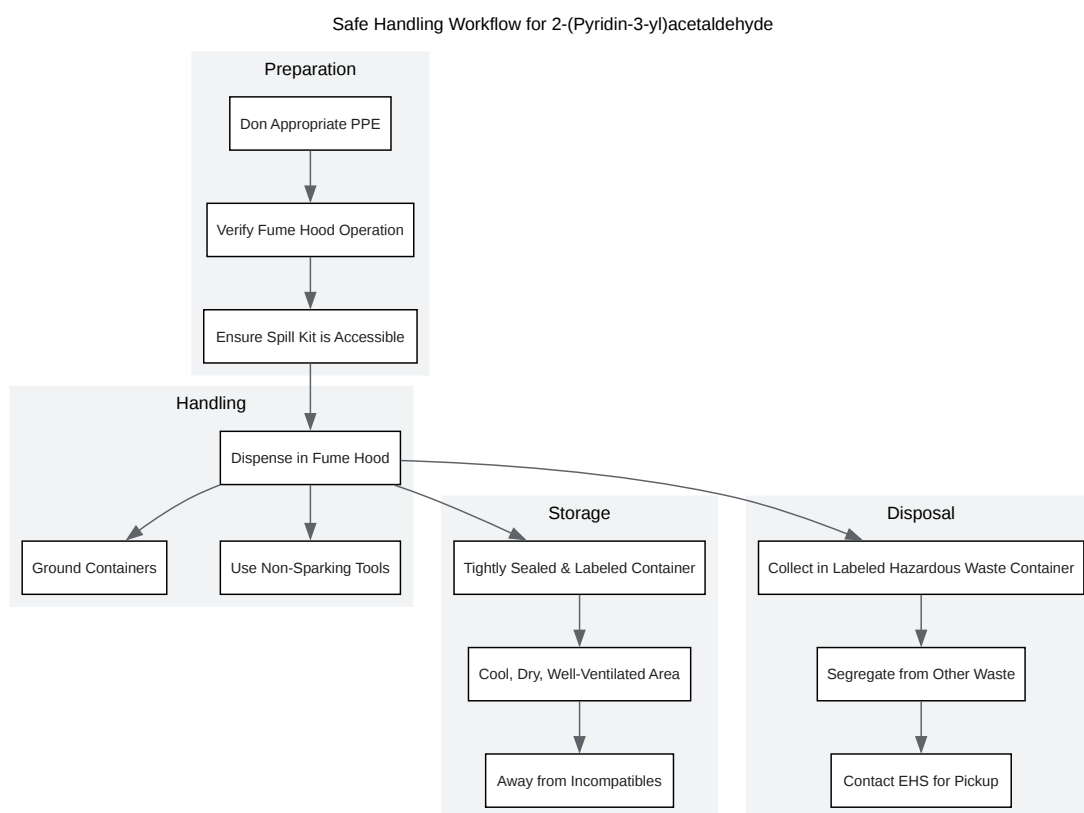 Safe Handling Workflow for 2-(Pyridin-3-yl)acetaldehyde
Preparation
Don Appropriate PPE
Verify Fume Hood Operation
Ensure Spill Kit is Accessible
Handling
Dispense in Fume Hood
Ground Containers
Use Non-Sparking Tools
Storage
Tightly Sealed & Labeled Container
Cool, Dry, Well-Ventilated Area
Away from Incompatibles
Disposal
Collect in Labeled Hazardous Waste Container
Segregate from Other Waste
Contact EHS for Pickup